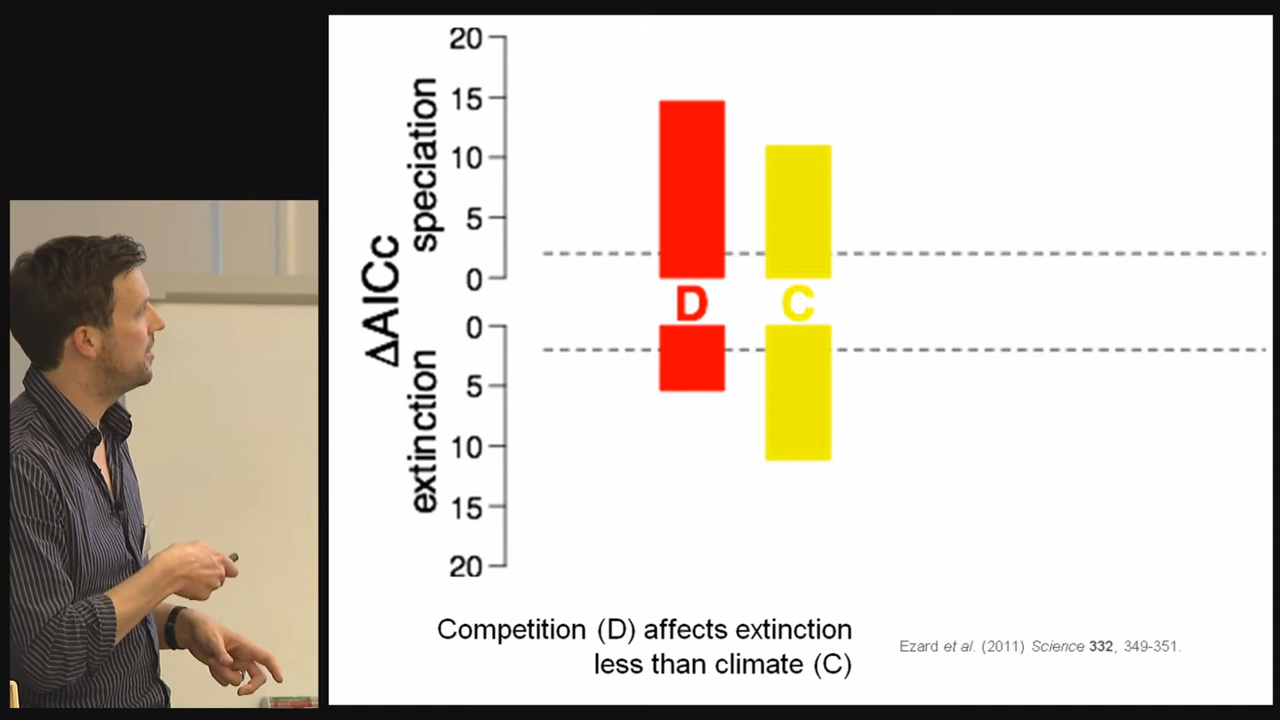 ΔAICc
speciation
20
15
10
5
0
D C
extinction
0
5
10
15
20
Competition (D) affects extinction
less than climate (C)
Ezard et al. (2011) Science 332, 349-351.